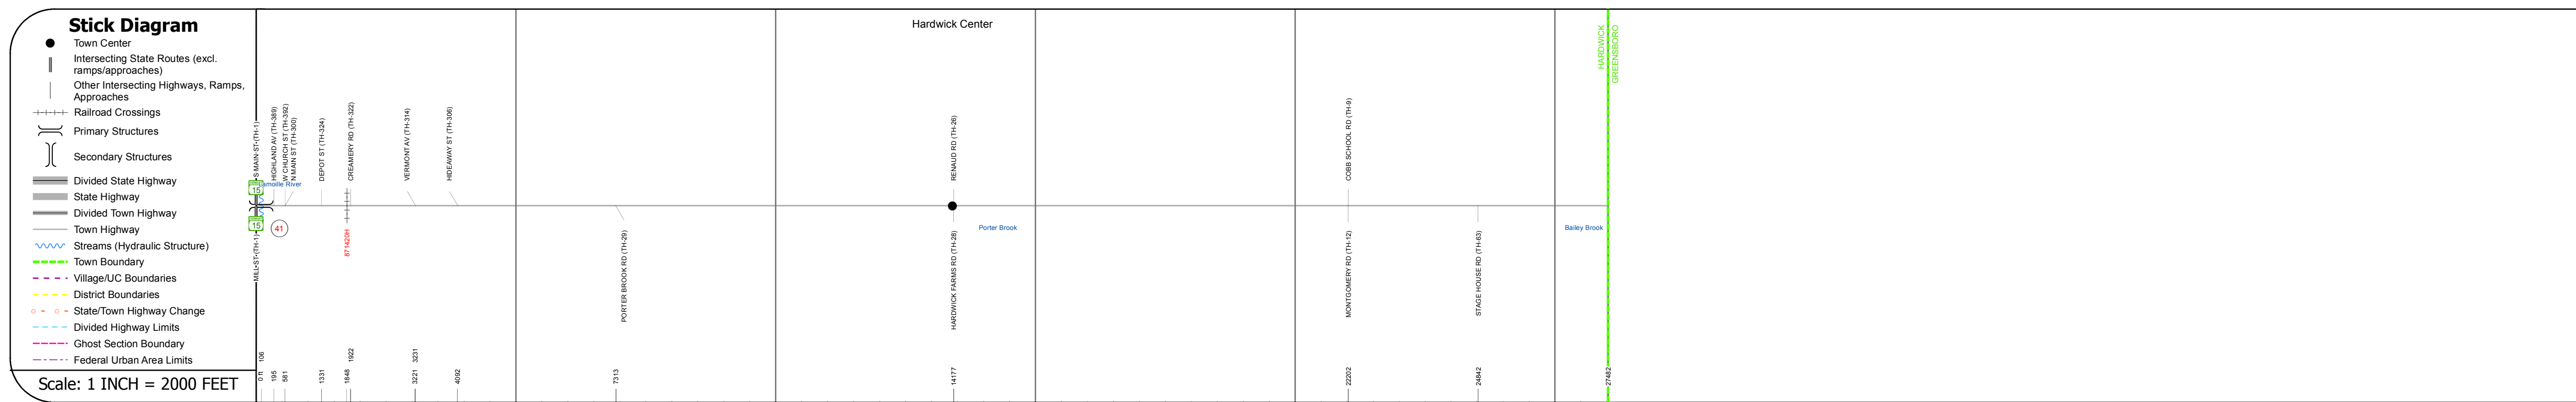 Stick Diagram
Town Center
Intersecting State Routes (excl.
ramps/approaches)
Other Intersecting Highways, Ramps,
Approaches
Railroad Crossings
Primary Structures
Secondary Structures
Divided State Highway
State Highway
Divided Town Highway
Town Highway
Streams (Hydraulic Structure)
Town Boundary
Village/UC Boundaries
District Boundaries
State/Town Highway Change
Divided Highway Limits
Ghost Section Boundary
Federal Urban Area Limits
Scale: 1 INCH = 2000 FEET
Hardwick Center
HARDWICK
GREENSBORO
S MAIN ST (TH-1)
HIGHLAND AV (TH-389)
W CHURCH ST (TH-392)
N MAIN ST (TH-300)
DEPOT ST (TH-324)
CREAMERY RD (TH-322)
VERMONT AV (TH-314)
HIDEAWAY ST (TH-306)
RENAUD RD (TH-26)
COBB SCHOOL RD (TH-9)
Lamoille River
15
15
41
871420H
MILL ST (TH-1)
PORTER BROOK RD (TH-29)
HARDWICK FARMS RD (TH-28)
Porter Brook
MONTGOMERY RD (TH-12)
STAGE HOUSE RD (TH-63)
Bailey Brook
0 ft
106
195
581
1331
1848
1922
3221
3231
4092
7313
14177
22202
24842
27482